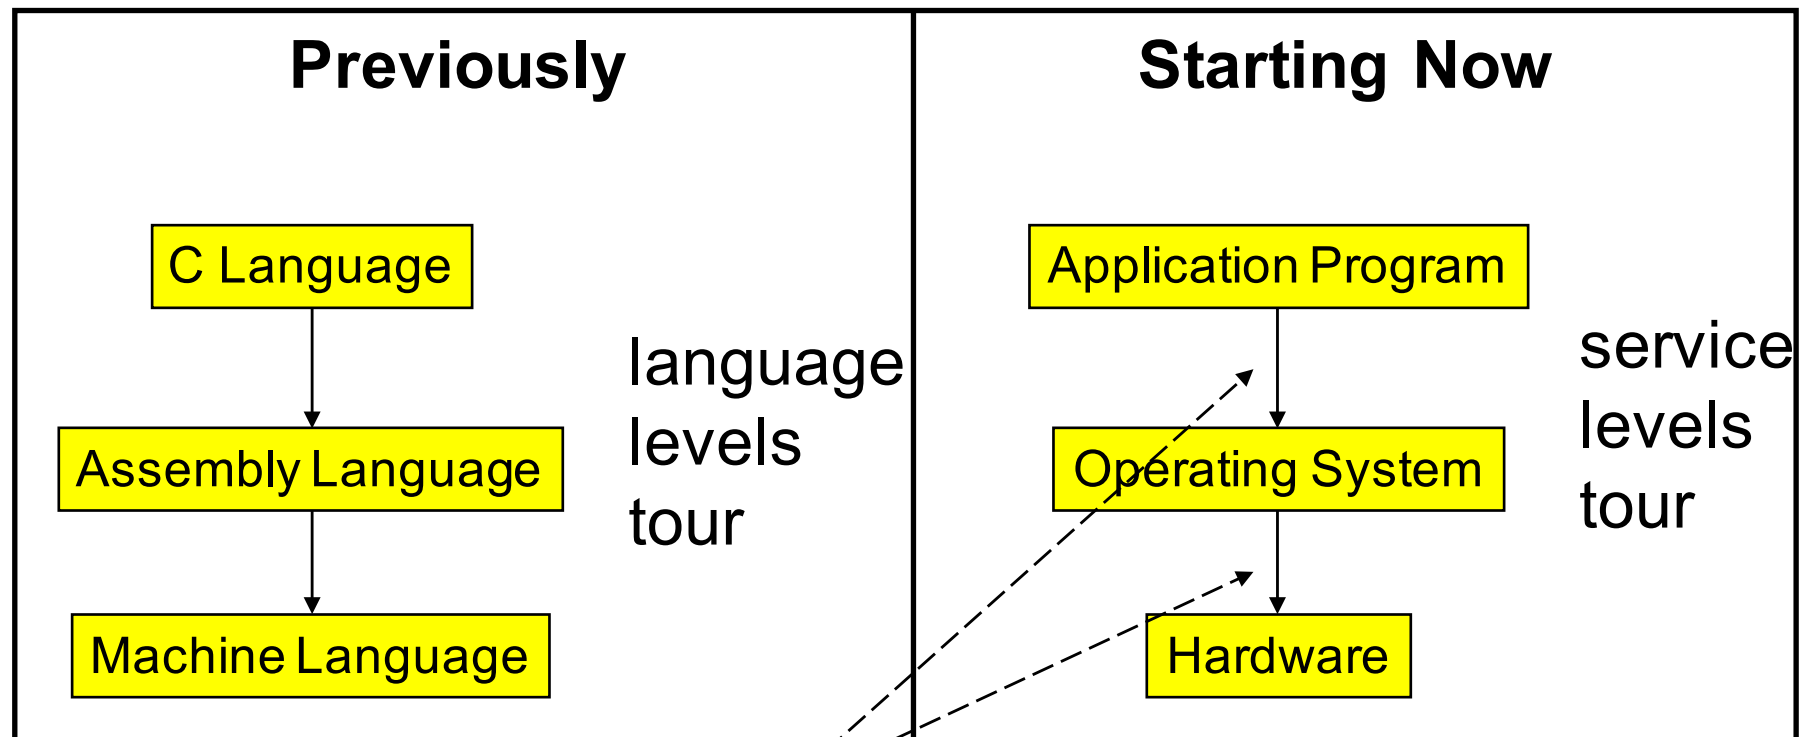 Previously
C Language
Assembly Language
Machine Language
language
levels
tour
Starting Now
Application Program
Operating System
Hardware
service
levels
tour